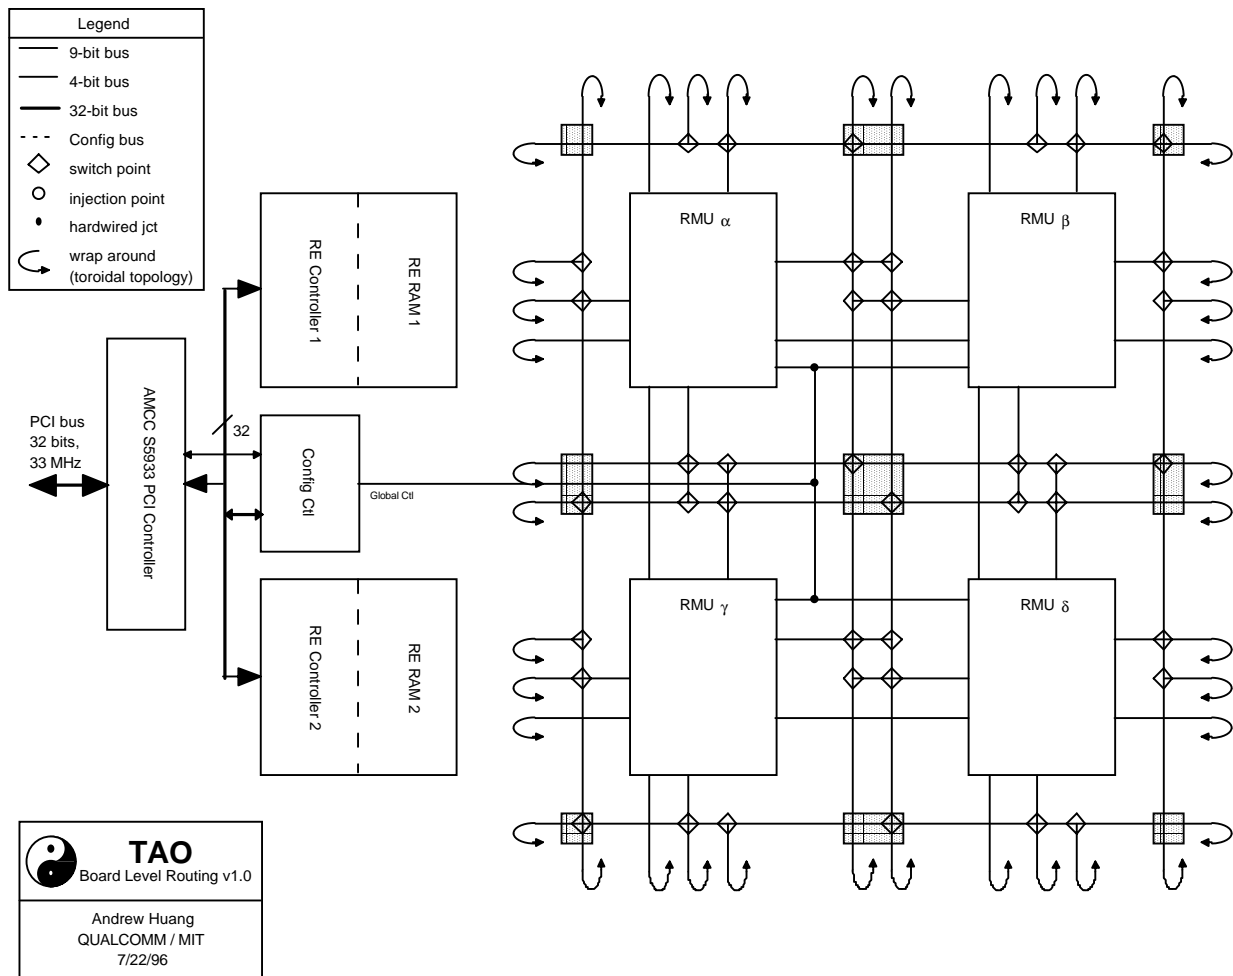 Legend
9-bit bus
4-bit bus
32-bit bus
Config bus
switch point
injection point
hardwired jct
wrap around
(toroidal topology)
RMU α
RMU β
RE Controller 1
RE RAM 1
AMCC S5933 PCI Controller
PCI bus
32 bits,
33 MHz
32
Config Ctl
Global Ctl
RMU γ
RMU δ
RE Controller 2
RE RAM 2
TAO
Board Level Routing v1.0
Andrew Huang
QUALCOMM / MIT
7/22/96